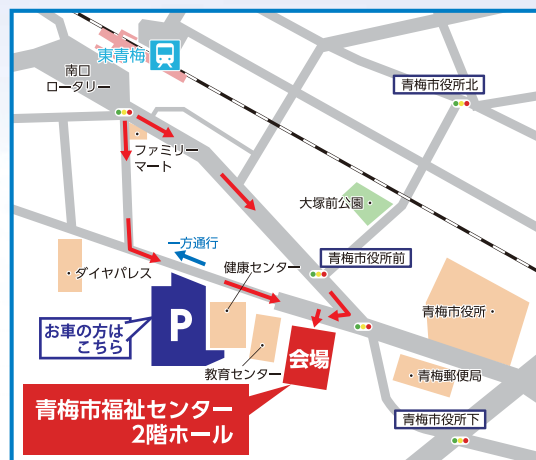 東青梅
南口
ロータリー
青梅市役所北
ファミリー
マート
大塚前公園
一方通行
青梅市役所前
健康センター
ダイヤパレス
P
お車の方は
こちら
青梅市役所
会場
教育センター
青梅郵便局
青梅市福祉センター
2階ホール
青梅市役所下